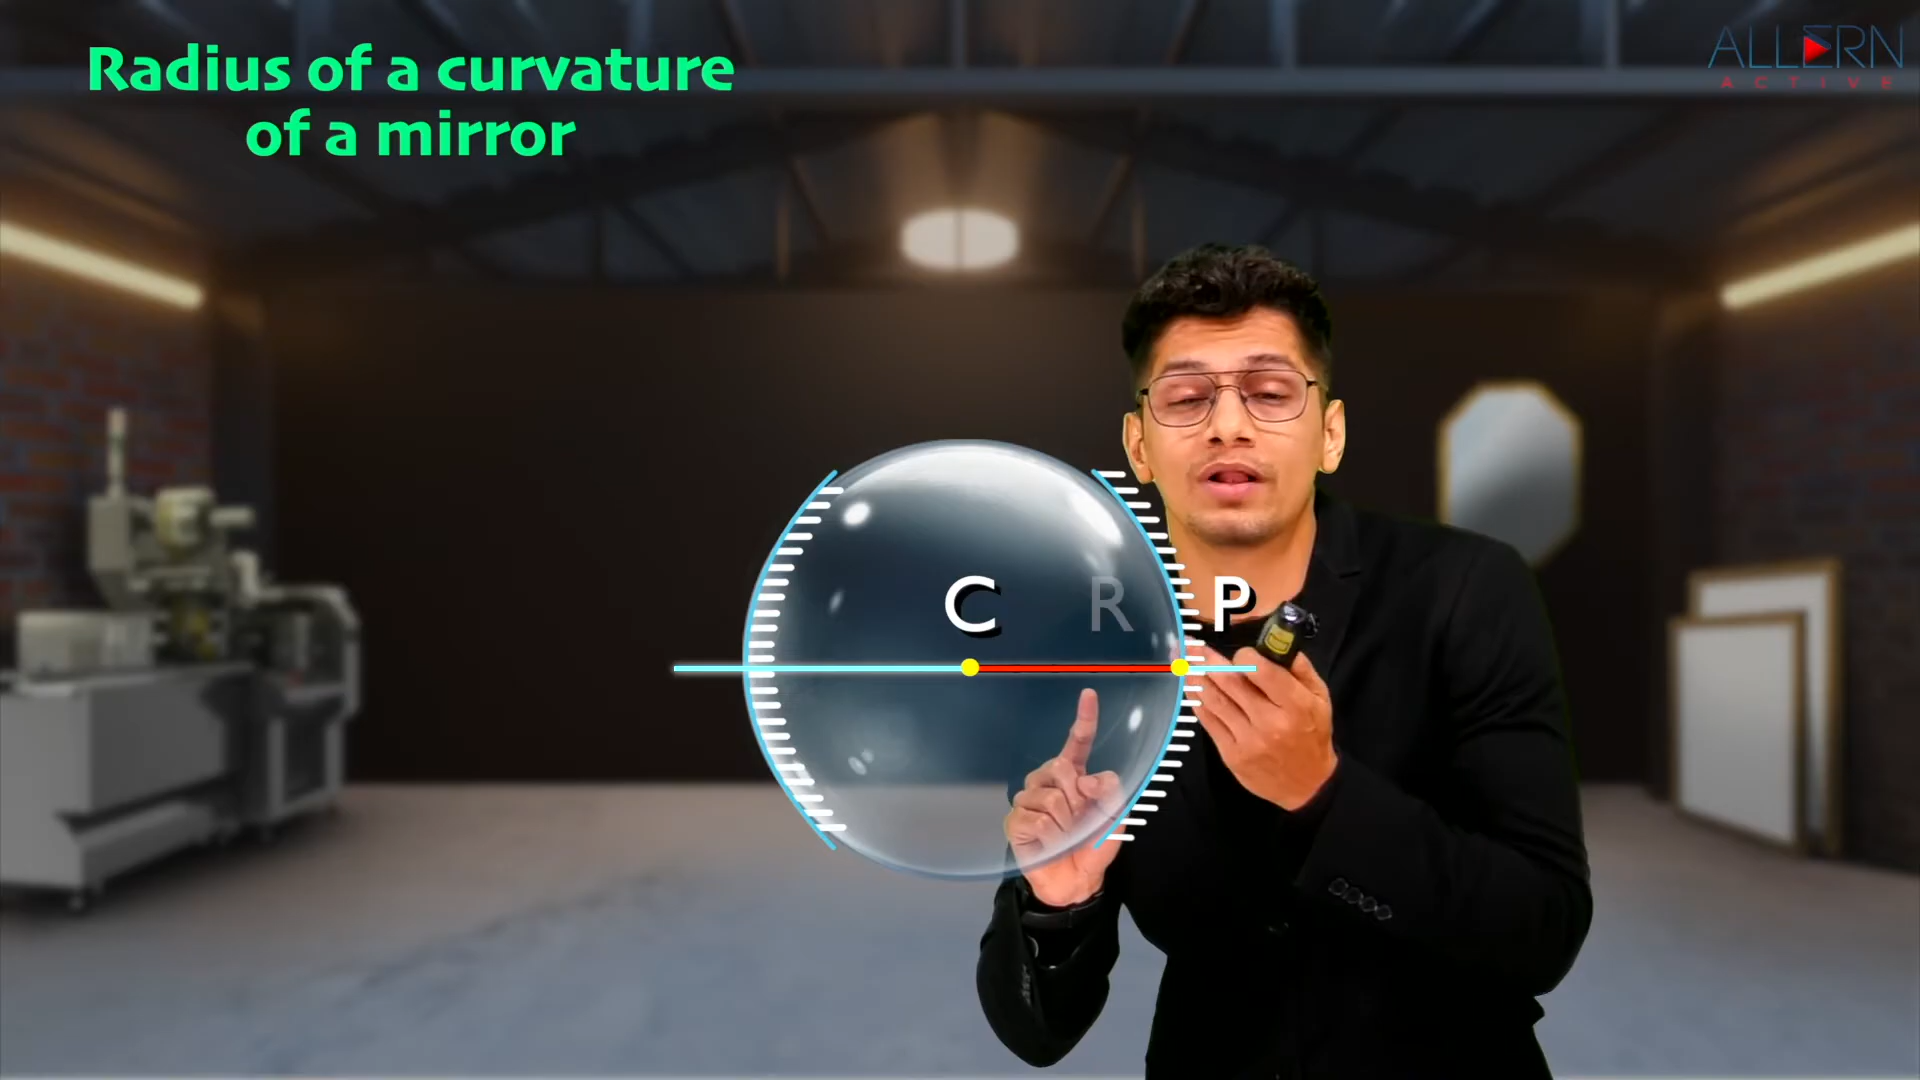 Radius of a curvature
of a mirror
ALLERN
ACTIVE
C R P